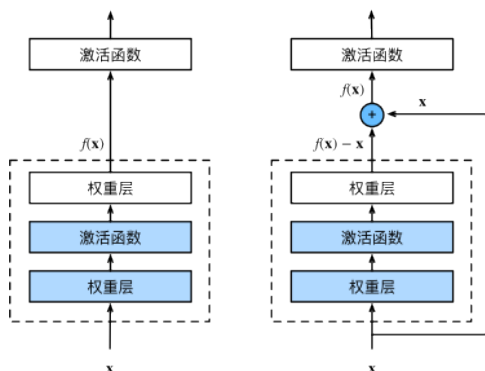 激活函数
f(x)
权重层
激活函数
权重层
x
激活函数
f(x)
x
+
f(x) − x
权重层
激活函数
权重层
x